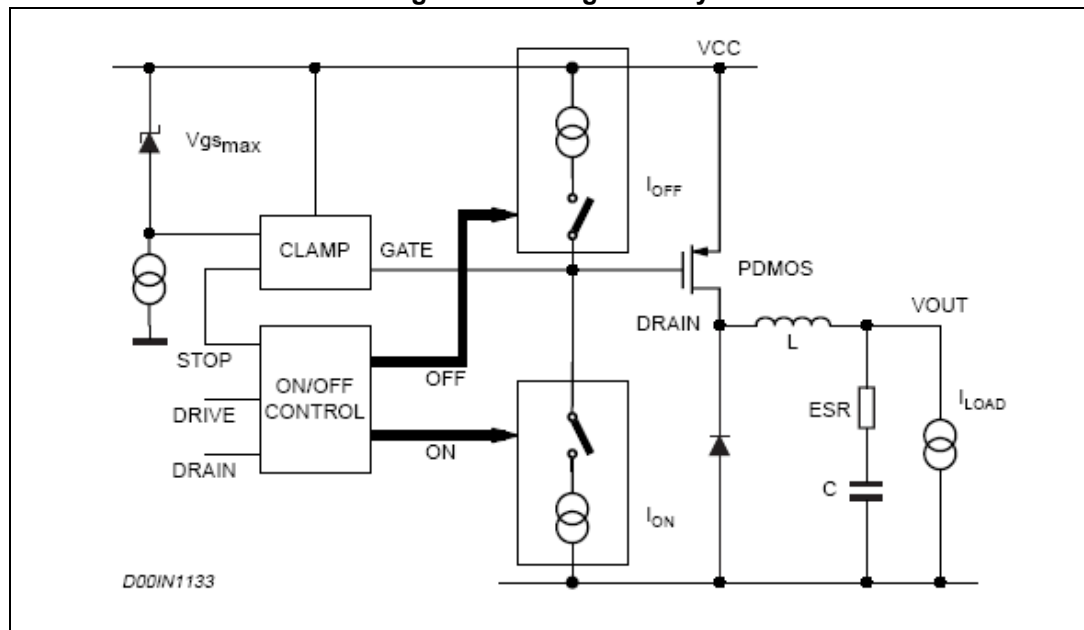 VCC
Vgsmax
IOFF
CLAMP
GATE
PDMOS
STOP
DRAIN
VOUT
L
OFF
ON/OFF
CONTROL
DRIVE
ESR
ILOAD
ON
DRAIN
C
ION
D00IN1133